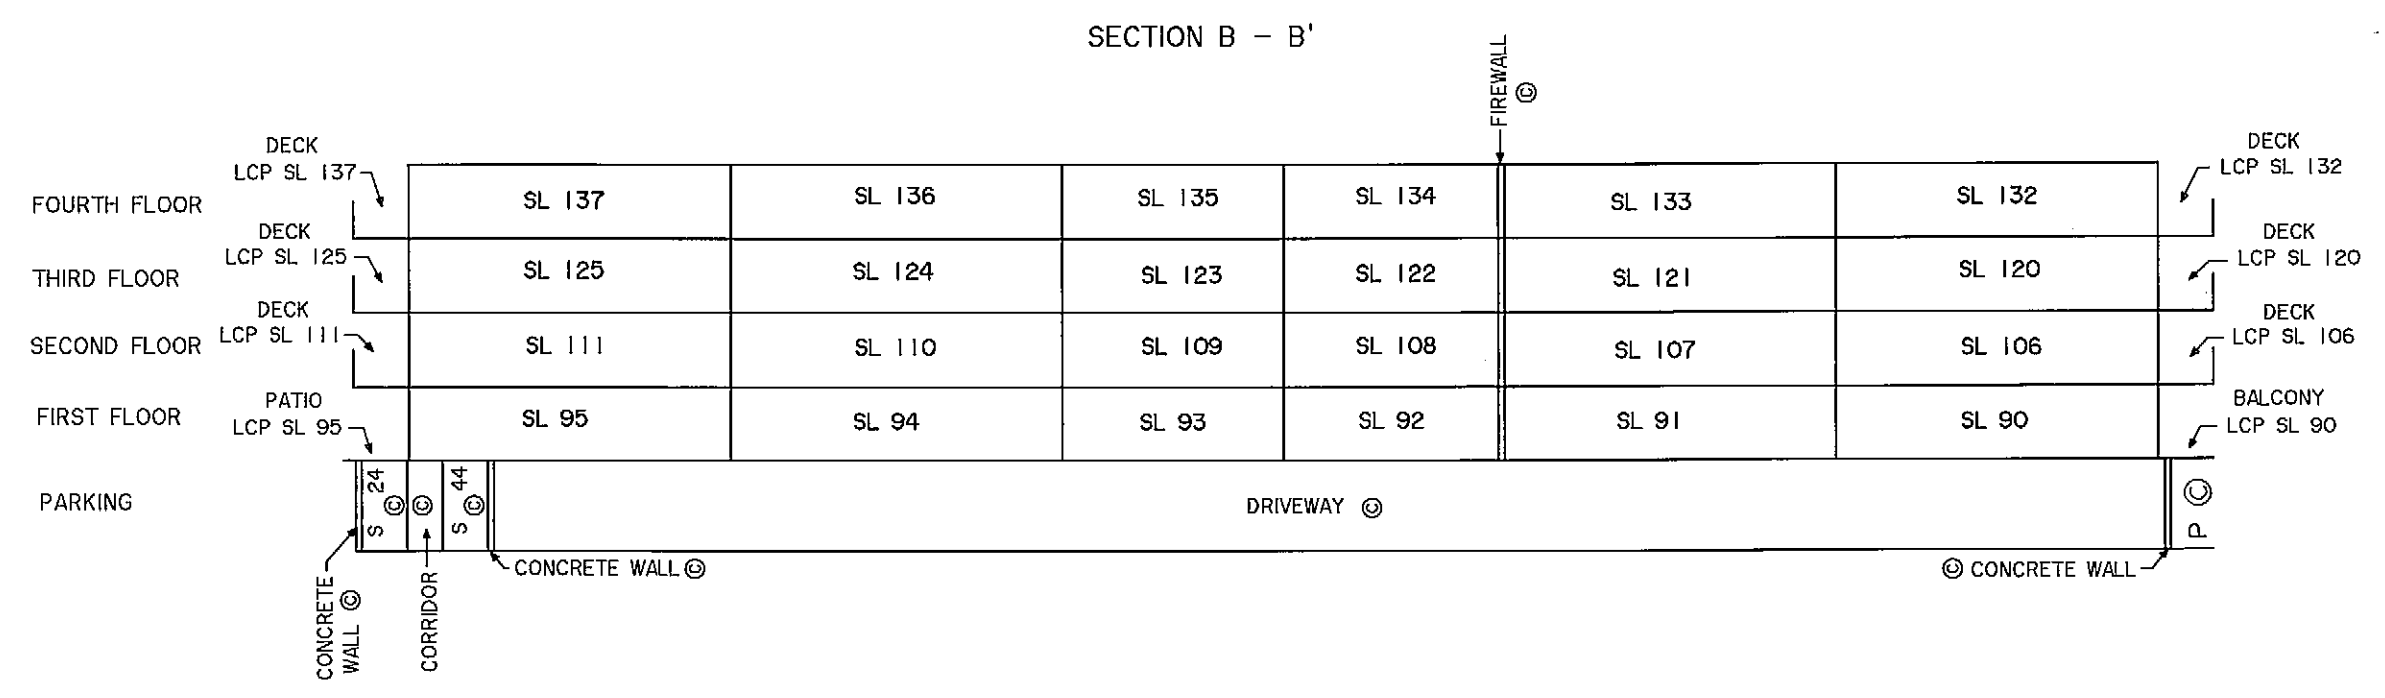 SECTION B - B'
FIREWALL
©
DECK
LCP SL 137
DECK
LCP SL 132
FOURTH FLOOR
SL 137
SL 136
SL 135
SL 134
SL 133
SL 132
DECK
LCP SL 125
DECK
LCP SL 120
THIRD FLOOR
SL 125
SL 124
SL 123
SL 122
SL 121
SL 120
DECK
LCP SL 111
DECK
LCP SL 106
SECOND FLOOR
SL 111
SL 110
SL 109
SL 108
SL 107
SL 106
PATIO
LCP SL 95
BALCONY
LCP SL 90
FIRST FLOOR
SL 95
SL 94
SL 93
SL 92
SL 91
SL 90
PARKING
S 24
©
©
S 44
©
DRIVEWAY ©
P ©
CONCRETE
WALL ©
CORRIDOR
CONCRETE WALL ©
© CONCRETE WALL